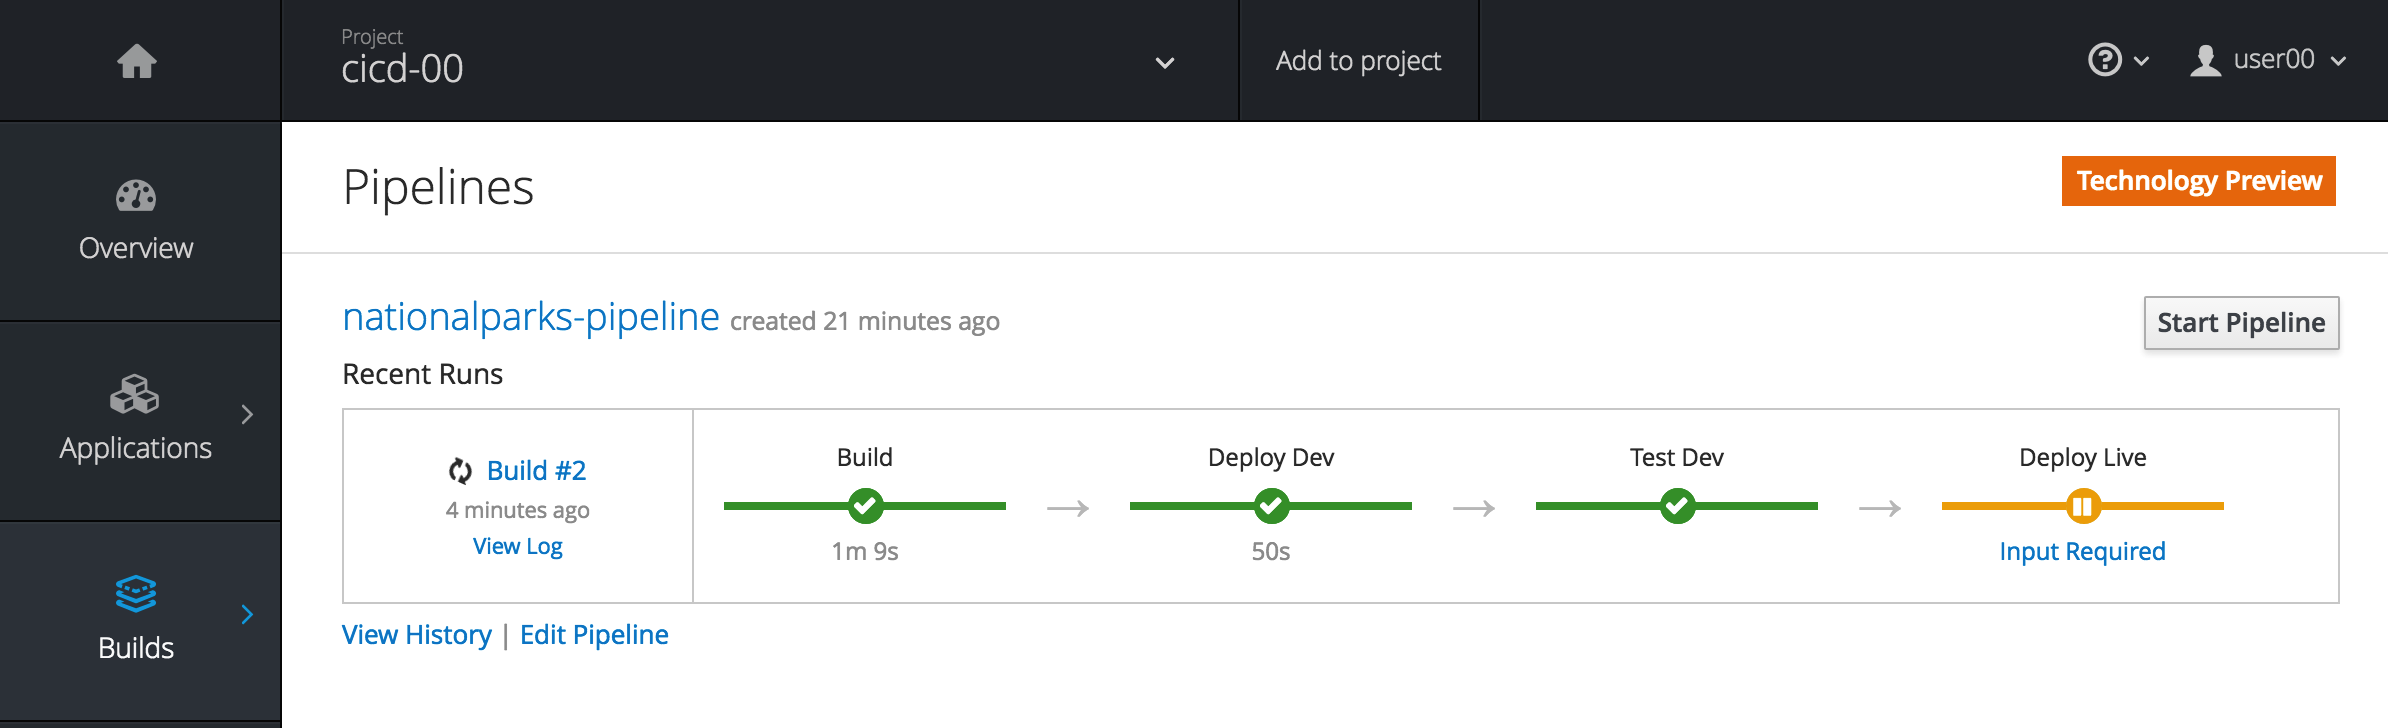 Project
cicd-00
Add to project
user00
Overview
Applications
Builds
Pipelines
Technology Preview
nationalparks-pipeline created 21 minutes ago
Start Pipeline
Recent Runs
Build #2
4 minutes ago
View Log
Build
1m 9s
Deploy Dev
50s
Test Dev
Deploy Live
Input Required
View History | Edit Pipeline